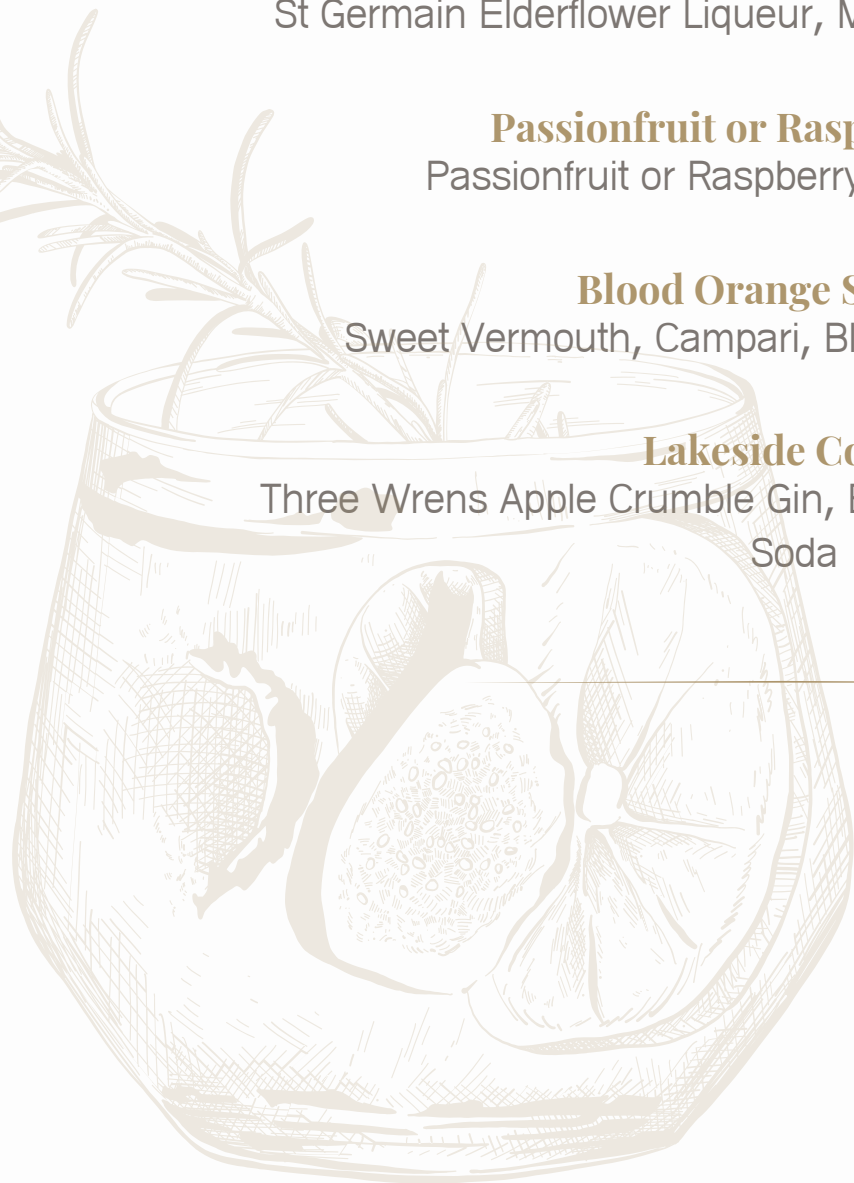 St Germain Elderflower Liqueur,
Passionfruit or
Passionfruit or Raspberry
Blood Orange
Sweet Vermouth, Campari,
Lakeside
Three Wrens Apple Crumble Gin,
Soda